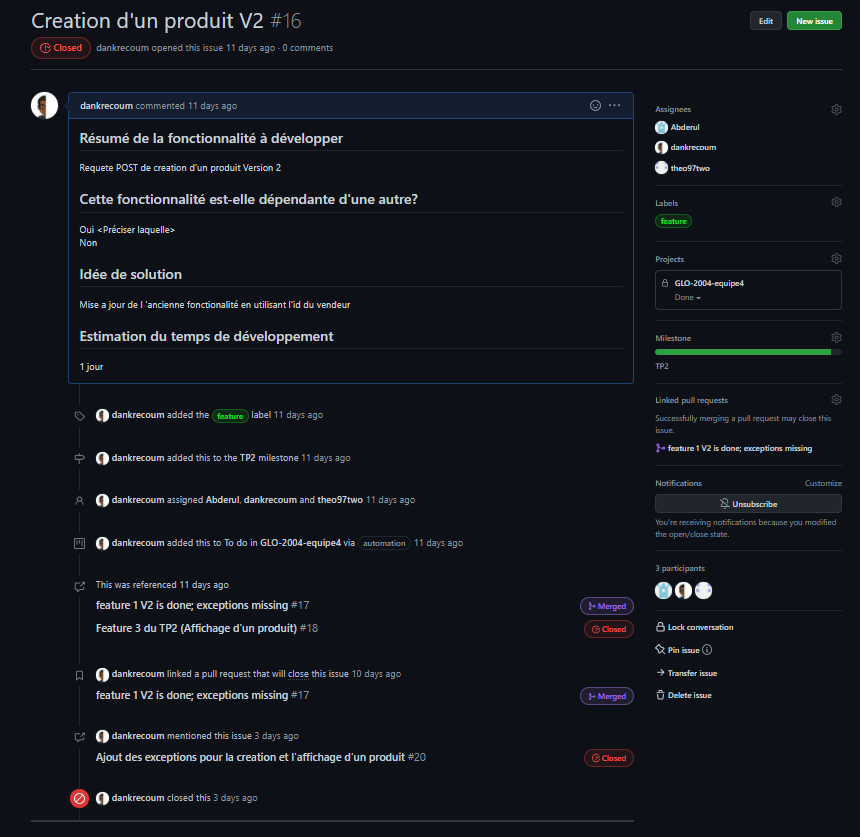 Creation d'un produit V2 #16
Edit
New issue
Closed
dankrecoum opened this issue 11 days ago · 0 comments
dankrecoum commented 11 days ago
Résumé de la fonctionnalité à développer
Requete POST de creation d'un produit Version 2
Cette fonctionnalité est-elle dépendante d'une autre?
Oui <Préciser laquelle>
Non
Idée de solution
Mise a jour de l 'ancienne fonctionalité en utilisant l'id du vendeur
Estimation du temps de développement
1 jour
dankrecoum added the feature label 11 days ago
dankrecoum added this to the TP2 milestone 11 days ago
dankrecoum assigned Abderul, dankrecoum and theo97two 11 days ago
dankrecoum added this to To do in GLO-2004-equipe4 via automation 11 days ago
This was referenced 11 days ago
feature 1 V2 is done; exceptions missing #17
Merged
Feature 3 du TP2 (Affichage d'un produit) #18
Closed
dankrecoum linked a pull request that will close this issue 10 days ago
feature 1 V2 is done; exceptions missing #17
Merged
dankrecoum mentioned this issue 3 days ago
Ajout des exceptions pour la creation et l'affichage d'un produit #20
Closed
dankrecoum closed this 3 days ago
Assignees
Abderul
dankrecoum
theo97two
Labels
feature
Projects
GLO-2004-equipe4
Done
Milestone
TP2
Linked pull requests
Successfully merging a pull request may close this
issue.
feature 1 V2 is done; exceptions missing
Notifications
Customize
Unsubscribe
You're receiving notifications because you modified
the open/close state.
3 participants
Lock conversation
Pin issue
Transfer issue
Delete issue